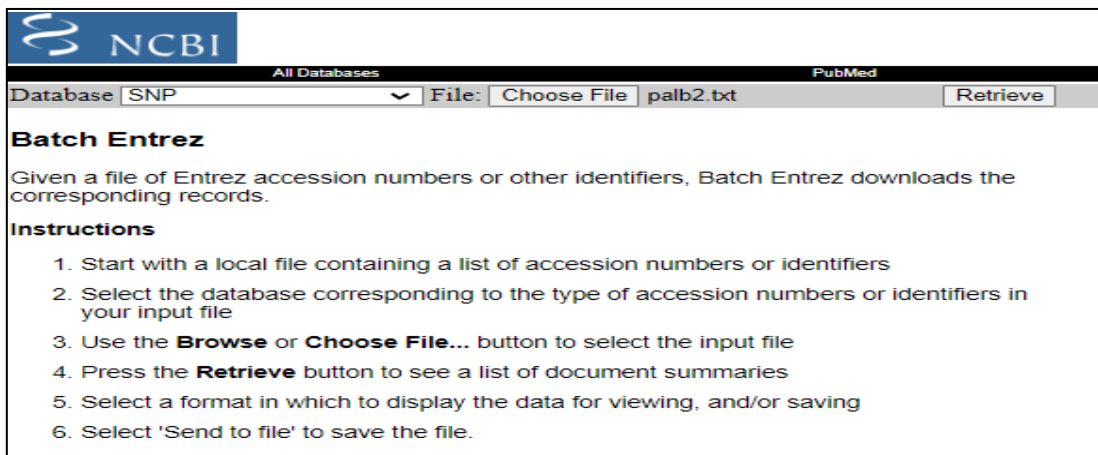 NCBI
All Databases PubMed
Database SNP File: Choose File palb2.txt Retrieve
Batch Entrez
Given a file of Entrez accession numbers or other identifiers, Batch Entrez downloads the
corresponding records.
Instructions
1. Start with a local file containing a list of accession numbers or identifiers
2. Select the database corresponding to the type of accession numbers or identifiers in
your input file
3. Use the Browse or Choose File... button to select the input file
4. Press the Retrieve button to see a list of document summaries
5. Select a format in which to display the data for viewing, and/or saving
6. Select 'Send to file' to save the file.